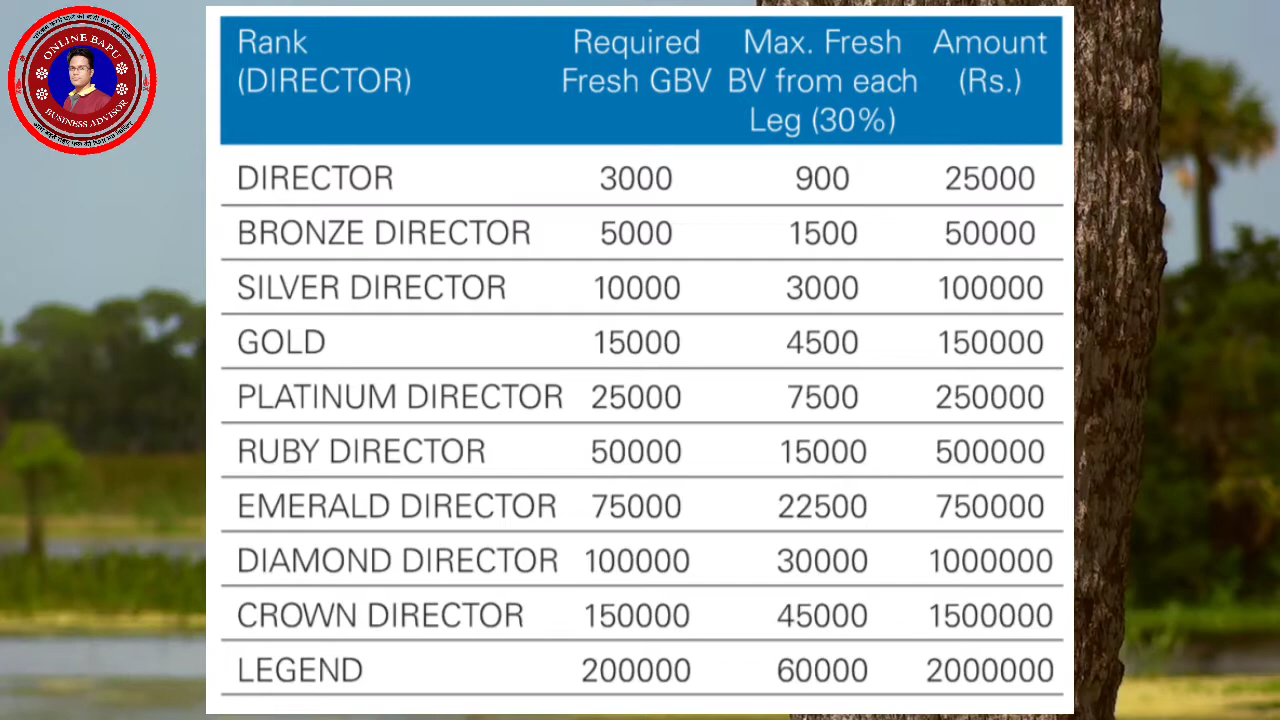 ONLINE BAPU
BUSINESS ADVISOR
Rank Required Max. Fresh Amount
(DIRECTOR) Fresh GBV BV from each (Rs.)
Leg (30%)
DIRECTOR 3000 900 25000
BRONZE DIRECTOR 5000 1500 50000
SILVER DIRECTOR 10000 3000 100000
GOLD 15000 4500 150000
PLATINUM DIRECTOR 25000 7500 250000
RUBY DIRECTOR 50000 15000 500000
EMERALD DIRECTOR 75000 22500 750000
DIAMOND DIRECTOR 100000 30000 1000000
CROWN DIRECTOR 150000 45000 1500000
LEGEND 200000 60000 2000000